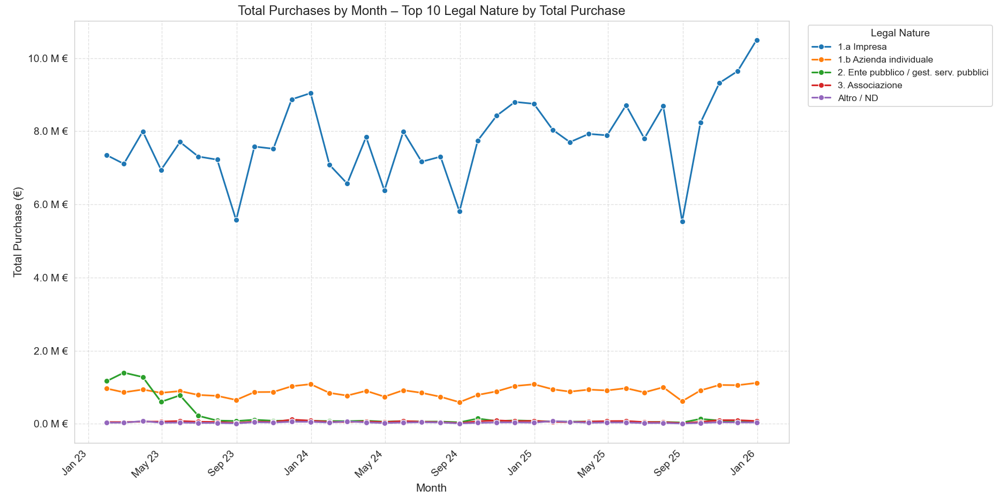 Total Purchases by Month – Top 10 Legal Nature by Total Purchase
Total Purchase (€)
10.0 M €
8.0 M €
6.0 M €
4.0 M €
2.0 M €
0.0 M €
Jan 23
May 23
Sep 23
Jan 24
May 24
Sep 24
Jan 25
May 25
Sep 25
Jan 26
Month
Legal Nature
1.a Impresa
1.b Azienda individuale
2. Ente pubblico / gest. serv. pubblici
3. Associazione
Altro / ND